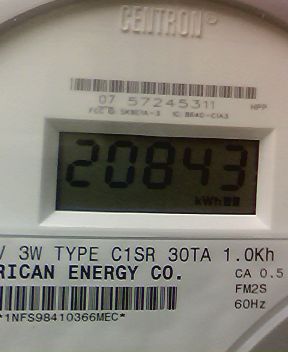 CENTRON®
07 57245311 HPP
20843
kWh
V 3W TYPE C1SR 30TA 1.0Kh
RICAN ENERGY CO.
CA 0.5
FM2S
60Hz
*1NFS98410366MEC*